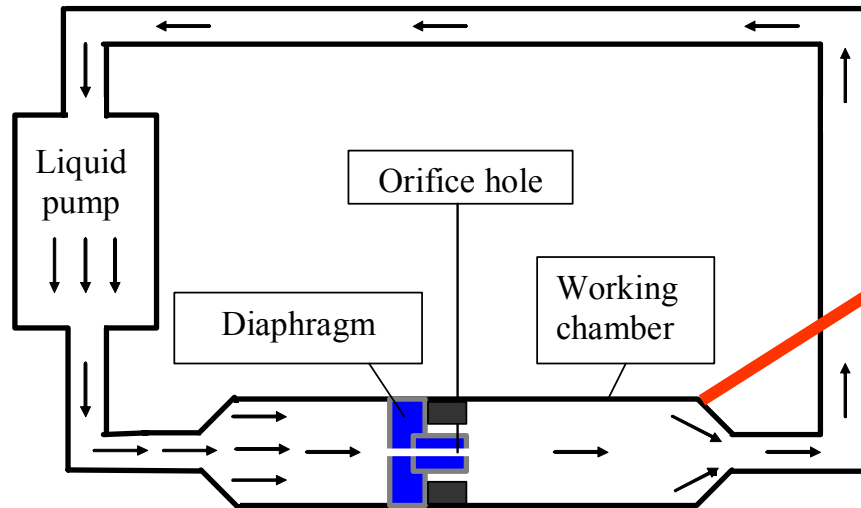 Liquid
pump
Orifice hole
Diaphragm
Working
chamber